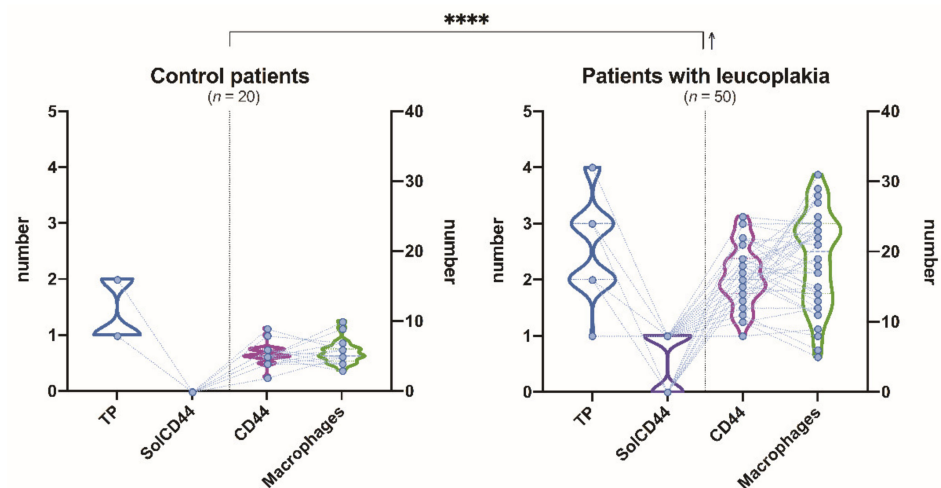 ****
↑
Control patients
(n = 20)
Patients with leucoplakia
(n = 50)
number
5
4
3
2
1
0
40
30
20
10
0
number
TP
SolCD44
CD44
Macrophages
number
5
4
3
2
1
0
40
30
20
10
0
number
TP
SolCD44
CD44
Macrophages